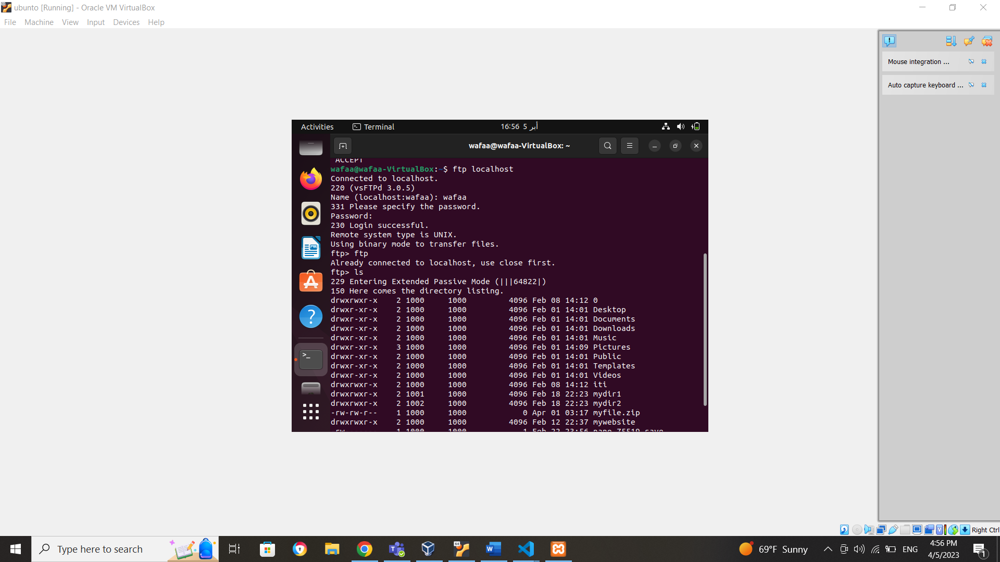 ubunto [Running] - Oracle VM VirtualBox
File Machine View Input Devices Help
Mouse integration ...
Auto capture keyboard ...
Activities Terminal 16:56 5 أبر
wafaa@wafaa-VirtualBox: ~
ACCEPT
wafaa@wafaa-VirtualBox:~$ ftp localhost
Connected to localhost.
220 (vsFTPd 3.0.5)
Name (localhost:wafaa): wafaa
331 Please specify the password.
Password:
230 Login successful.
Remote system type is UNIX.
Using binary mode to transfer files.
ftp> ftp
Already connected to localhost, use close first.
ftp> ls
229 Entering Extended Passive Mode (|||64822|)
150 Here comes the directory listing.
drwxrwxr-x 2 1000 1000 4096 Feb 08 14:12 0
drwxr-xr-x 2 1000 1000 4096 Feb 01 14:01 Desktop
drwxr-xr-x 2 1000 1000 4096 Feb 01 14:01 Documents
drwxr-xr-x 2 1000 1000 4096 Feb 01 14:01 Downloads
drwxr-xr-x 2 1000 1000 4096 Feb 01 14:01 Music
drwxr-xr-x 3 1000 1000 4096 Feb 01 14:09 Pictures
drwxr-xr-x 2 1000 1000 4096 Feb 01 14:01 Public
drwxr-xr-x 2 1000 1000 4096 Feb 01 14:01 Templates
drwxr-xr-x 2 1000 1000 4096 Feb 01 14:01 Videos
drwxrwxr-x 2 1000 1000 4096 Feb 08 14:12 iti
drwxrwxr-x 2 1001 1000 4096 Feb 18 22:23 mydir1
drwxrwxr-x 2 1002 1000 4096 Feb 18 22:23 mydir2
-rw-rw-r-- 1 1000 1000 0 Apr 01 03:17 myfile.zip
drwxrwxr-x 2 1000 1000 4096 Feb 12 22:37 mywebsite
1 1000 1000 1 Feb 22 23:56 nano.75519.save
Right Ctrl
Type here to search
69°F Sunny
ENG
4:56 PM
4/5/2023
1